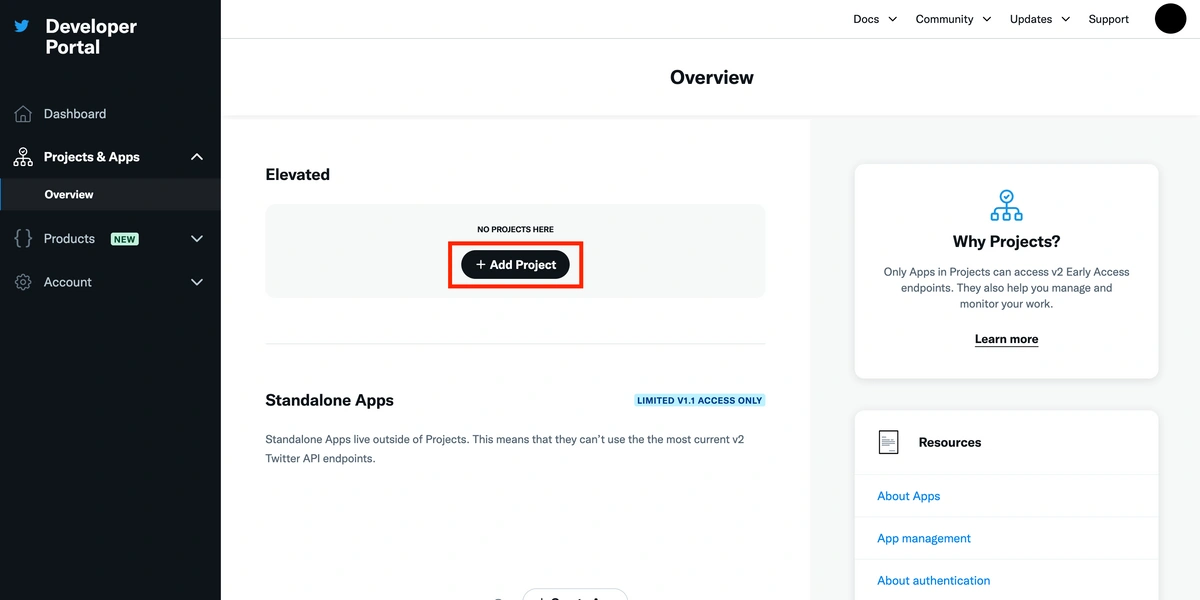 Developer
Portal
Dashboard
Projects & Apps
Overview
Products NEW
Account
Docs Community Updates Support
Overview
Elevated
NO PROJECTS HERE
+ Add Project
Standalone Apps
LIMITED V1.1 ACCESS ONLY
Standalone Apps live outside of Projects. This means that they can't use the the most current v2
Twitter API endpoints.
Why Projects?
Only Apps in Projects can access v2 Early Access
endpoints. They also help you manage and
monitor your work.
Learn more
Resources
About Apps
App management
About authentication